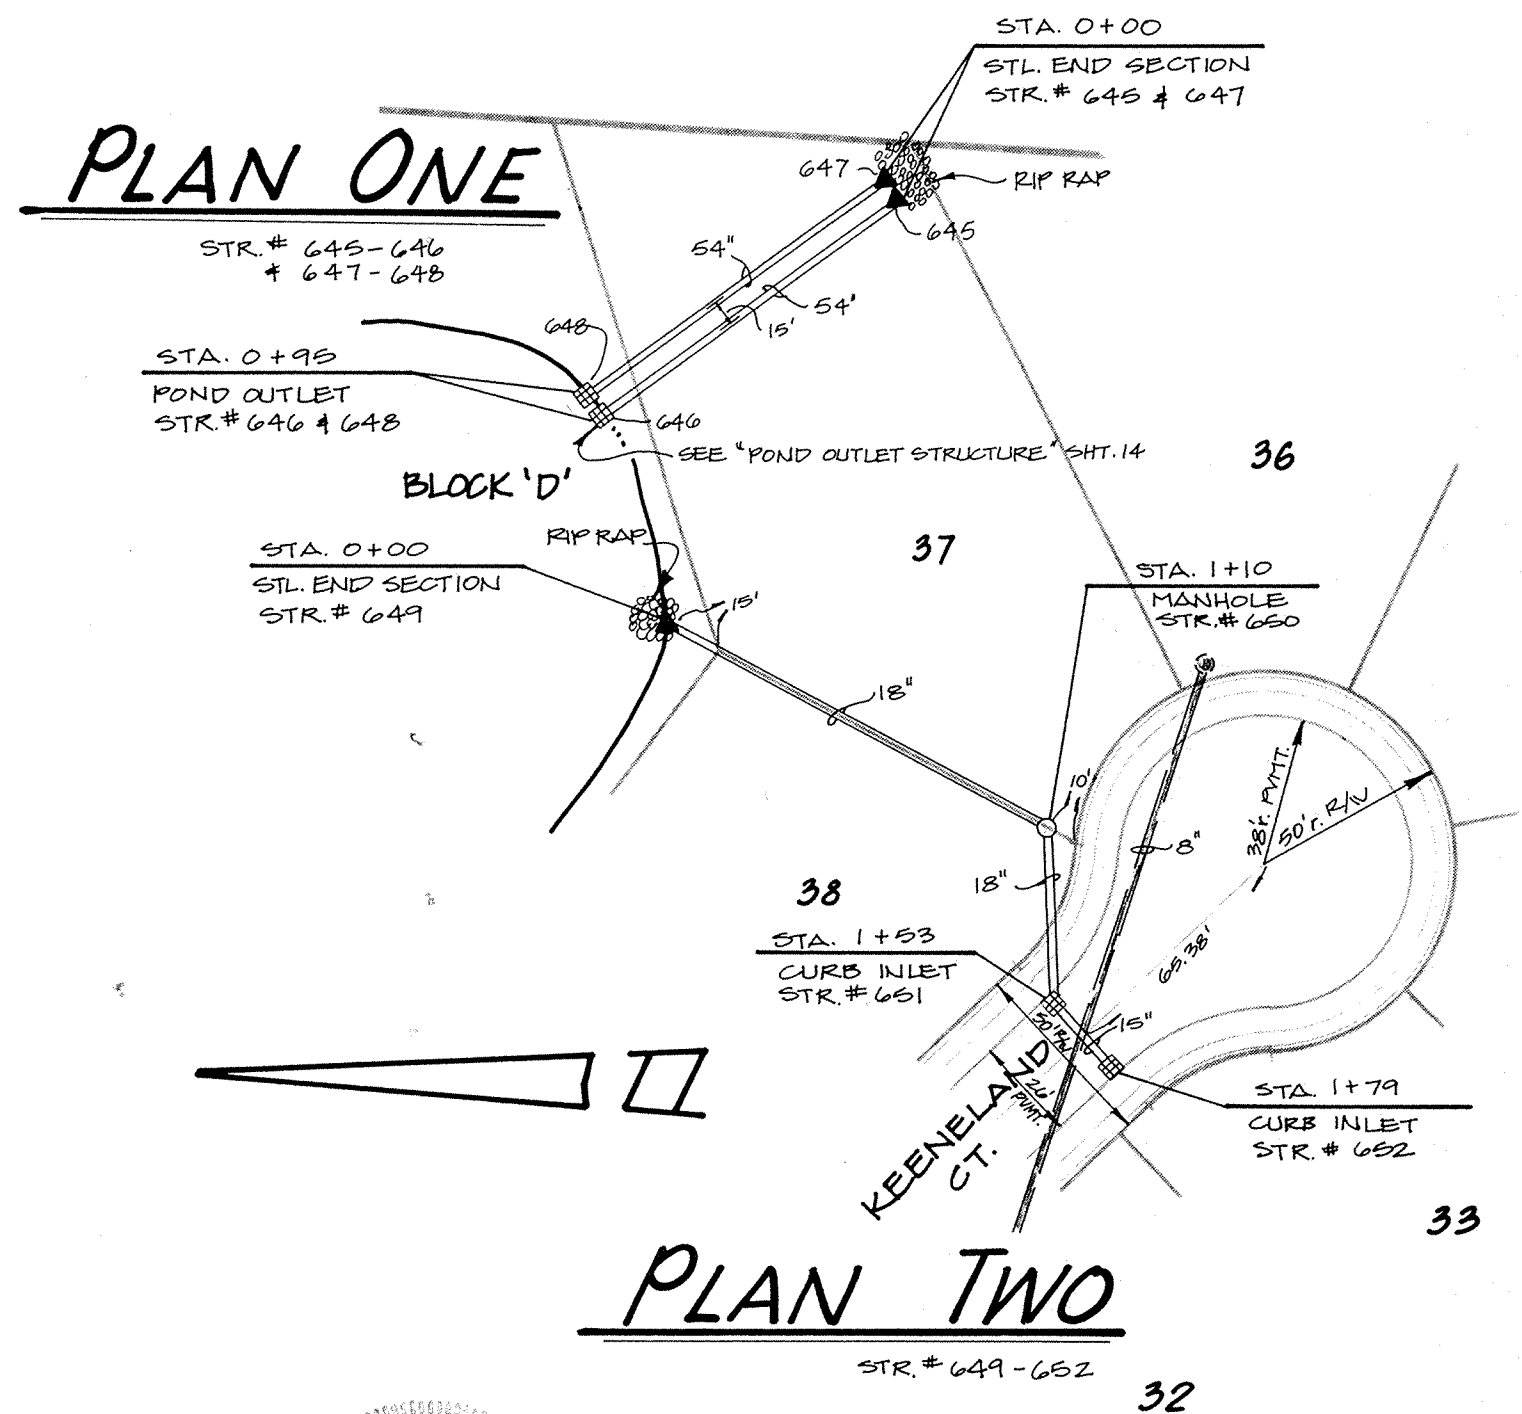 STA. 0+00
STL. END SECTION
STR.# 645 & 647
PLAN ONE
STR.# 645-646
& 647-648
647
RIP RAP
645
54"
54'
15'
648
STA. 0+95
POND OUTLET
STR.# 646 & 648
646
SEE "POND OUTLET STRUCTURE" SHT. 14
BLOCK 'D'
36
37
RIP RAP
STA. 0+00
STL. END SECTION
STR.# 649
15'
STA. 1+10
MANHOLE
STR.# 650
18"
10'
38'r. PVMT.
50'r. R/W
8"
18"
38
STA. 1+53
CURB INLET
STR.# 651
65.38'
50' R/W
15"
26'
PVMT.
KEENELAND
CT.
STA. 1+79
CURB INLET
STR.# 652
N
33
PLAN TWO
STR.# 649-652
32